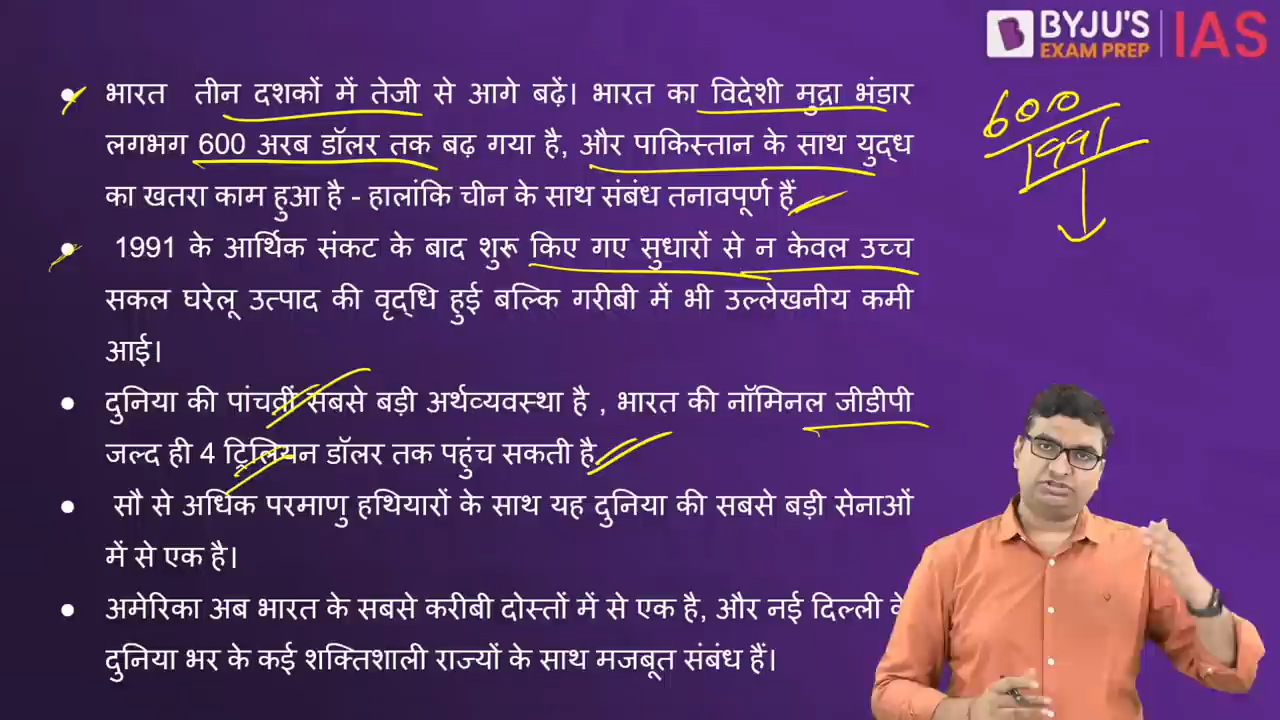 BYJU'S
EXAM PREP
IAS
भारत तीन दशकों में तेजी से आगे बढ़ें। भारत का विदेशी मुद्रा भंडार
लगभग 600 अरब डॉलर तक बढ़ गया है, और पाकिस्तान के साथ युद्ध
का खतरा काम हुआ है - हालांकि चीन के साथ संबंध तनावपूर्ण हैं
1991 के आर्थिक संकट के बाद शुरू किए गए सुधारों से न केवल उच्च
सकल घरेलू उत्पाद की वृद्धि हुई बल्कि गरीबी में भी उल्लेखनीय कमी
आई।
दुनिया की पांचवीं सबसे बड़ी अर्थव्यवस्था है , भारत की नॉमिनल जीडीपी
जल्द ही 4 ट्रिलियन डॉलर तक पहुंच सकती है
सौ से अधिक परमाणु हथियारों के साथ यह दुनिया की सबसे बड़ी सेनाओं
में से एक है।
अमेरिका अब भारत के सबसे करीबी दोस्तों में से एक है, और नई दिल्ली
दुनिया भर के कई शक्तिशाली राज्यों के साथ मजबूत संबंध हैं।
600
1991